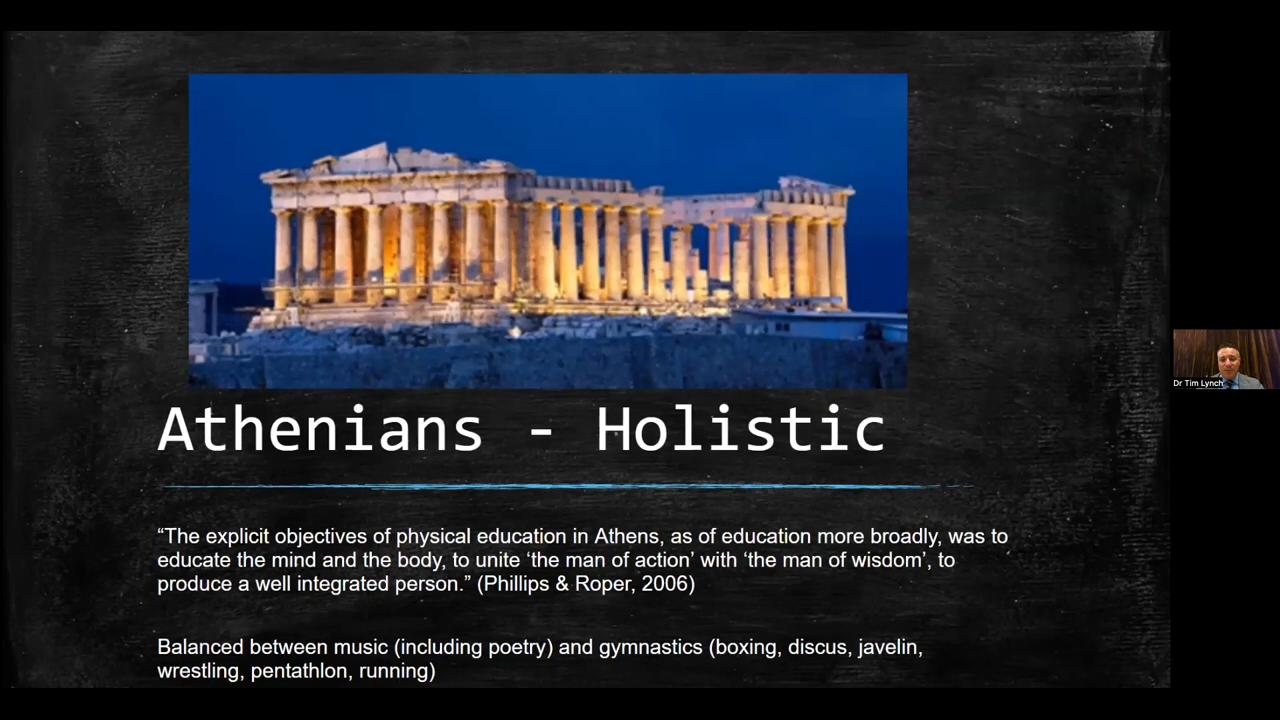 Athenians - Holistic
“The explicit objectives of physical education in Athens, as of education more broadly, was to
educate the mind and the body, to unite ‘the man of action’ with ‘the man of wisdom’, to
produce a well integrated person.” (Phillips & Roper, 2006)
Balanced between music (including poetry) and gymnastics (boxing, discus, javelin,
wrestling, pentathlon, running)
Dr Tim Lynch